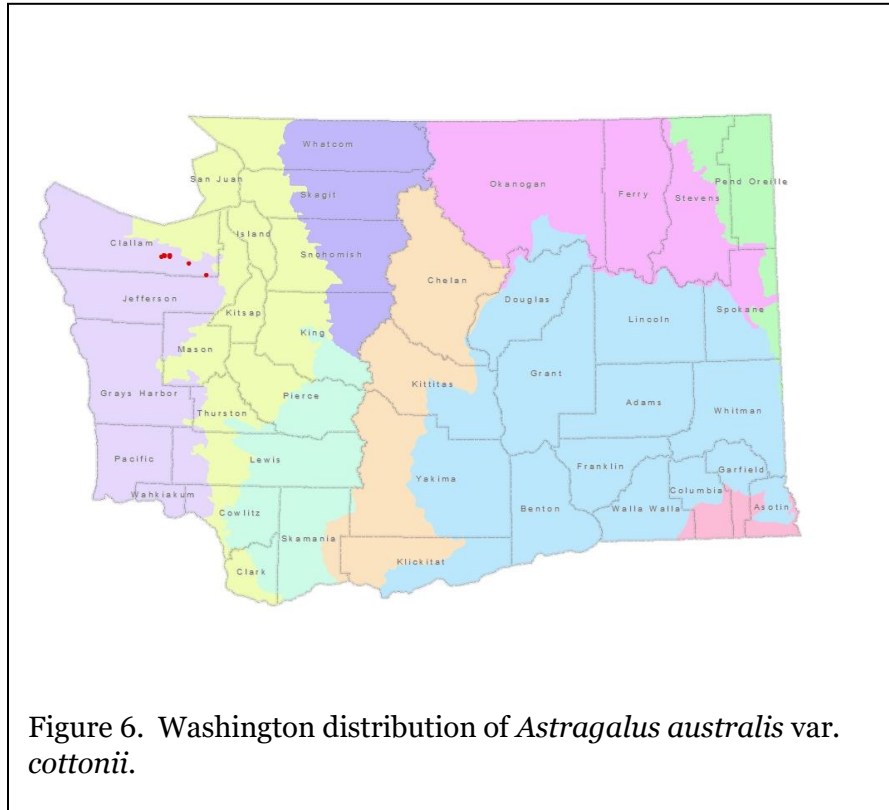 Whatcom
San Juan
Skagit
Okanogan
Ferry
Stevens
Pend Oreille
Island
Clallam
Snohomish
Chelan
Jefferson
Douglas
Kitsap
Lincoln
Spokane
King
Mason
Grant
Kittitas
Grays Harbor
Pierce
Adams
Whitman
Thurston
Pacific
Lewis
Franklin
Garfield
Yakima
Columbia
Wahkiakum
Benton
Walla Walla
Asotin
Cowlitz
Skamania
Klickitat
Clark
Figure 6. Washington distribution of Astragalus australis var.
cottonii.